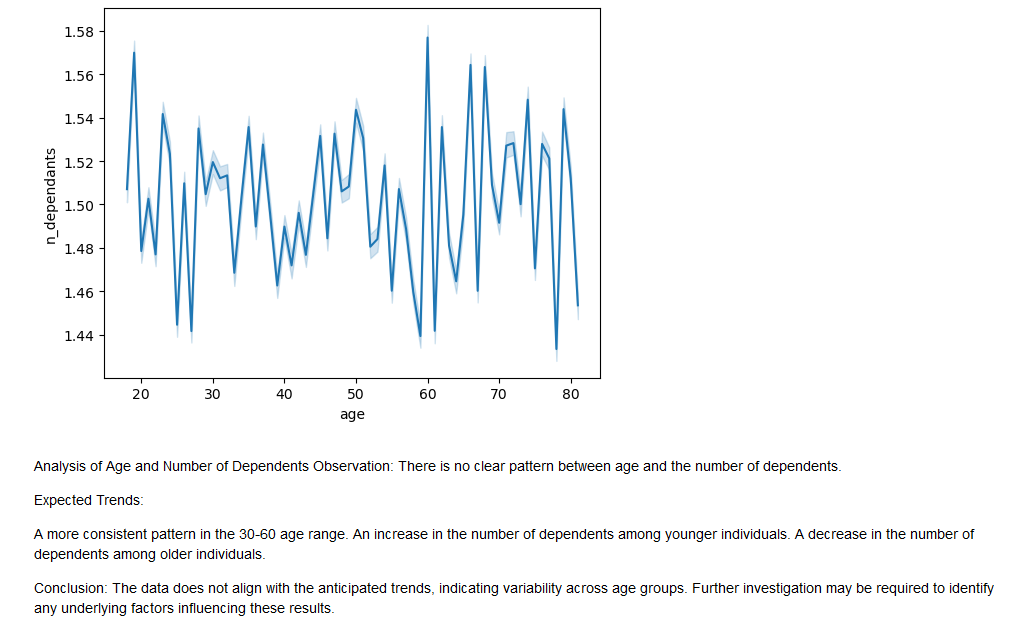 1.58
1.56
1.54
1.52
1.50
1.48
1.46
1.44
n_dependants
20 30 40 50 60 70 80
age
Analysis of Age and Number of Dependents Observation: There is no clear pattern between age and the number of dependents.
Expected Trends:
A more consistent pattern in the 30-60 age range. An increase in the number of dependents among younger individuals. A decrease in the number of
dependents among older individuals.
Conclusion: The data does not align with the anticipated trends, indicating variability across age groups. Further investigation may be required to identify
any underlying factors influencing these results.